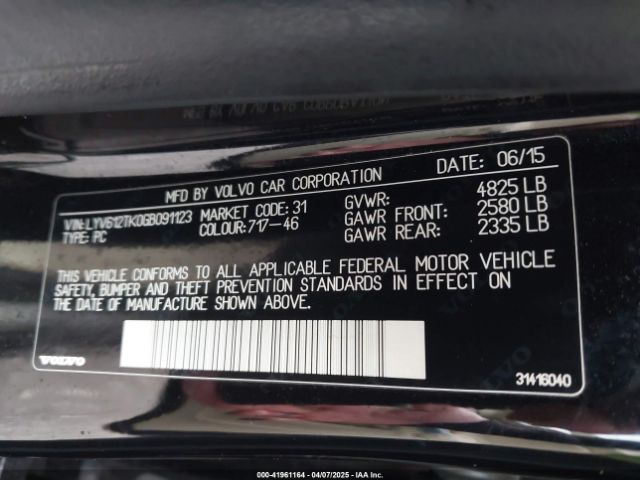 MFD BY VOLVO CAR CORPORATION DATE: 06/15
VIN: LYV612TK0GB091123 MARKET CODE: 31 GVWR: 4825 LB
TYPE: PC COLOUR: 717-46 GAWR FRONT: 2580 LB
GAWR REAR: 2335 LB
THIS VEHICLE CONFORMS TO ALL APPLICABLE FEDERAL MOTOR VEHICLE
SAFETY, BUMPER AND THEFT PREVENTION STANDARDS IN EFFECT ON
THE DATE OF MANUFACTURE SHOWN ABOVE.
VOLVO 31416040
000-41961164 | 04/07/2025 | IAAI.COM